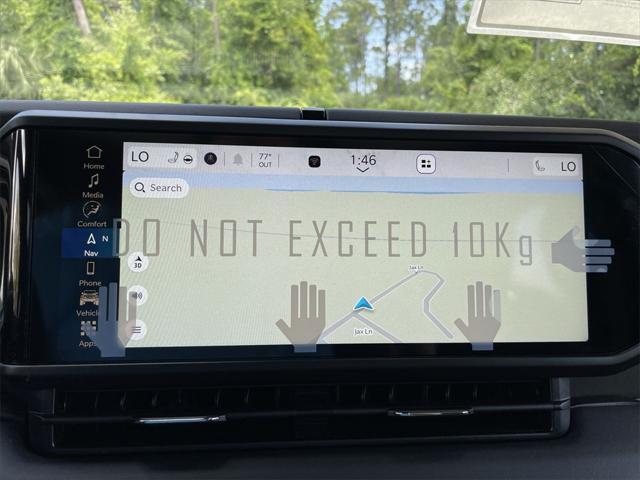 LO 77° OUT 1:46 LO
Home
Search
Media
Comfort
DO NOT EXCEED 10Kg
N
Nav
3D
Jax Ln
Phone
Vehicle
Jax Ln
Apps